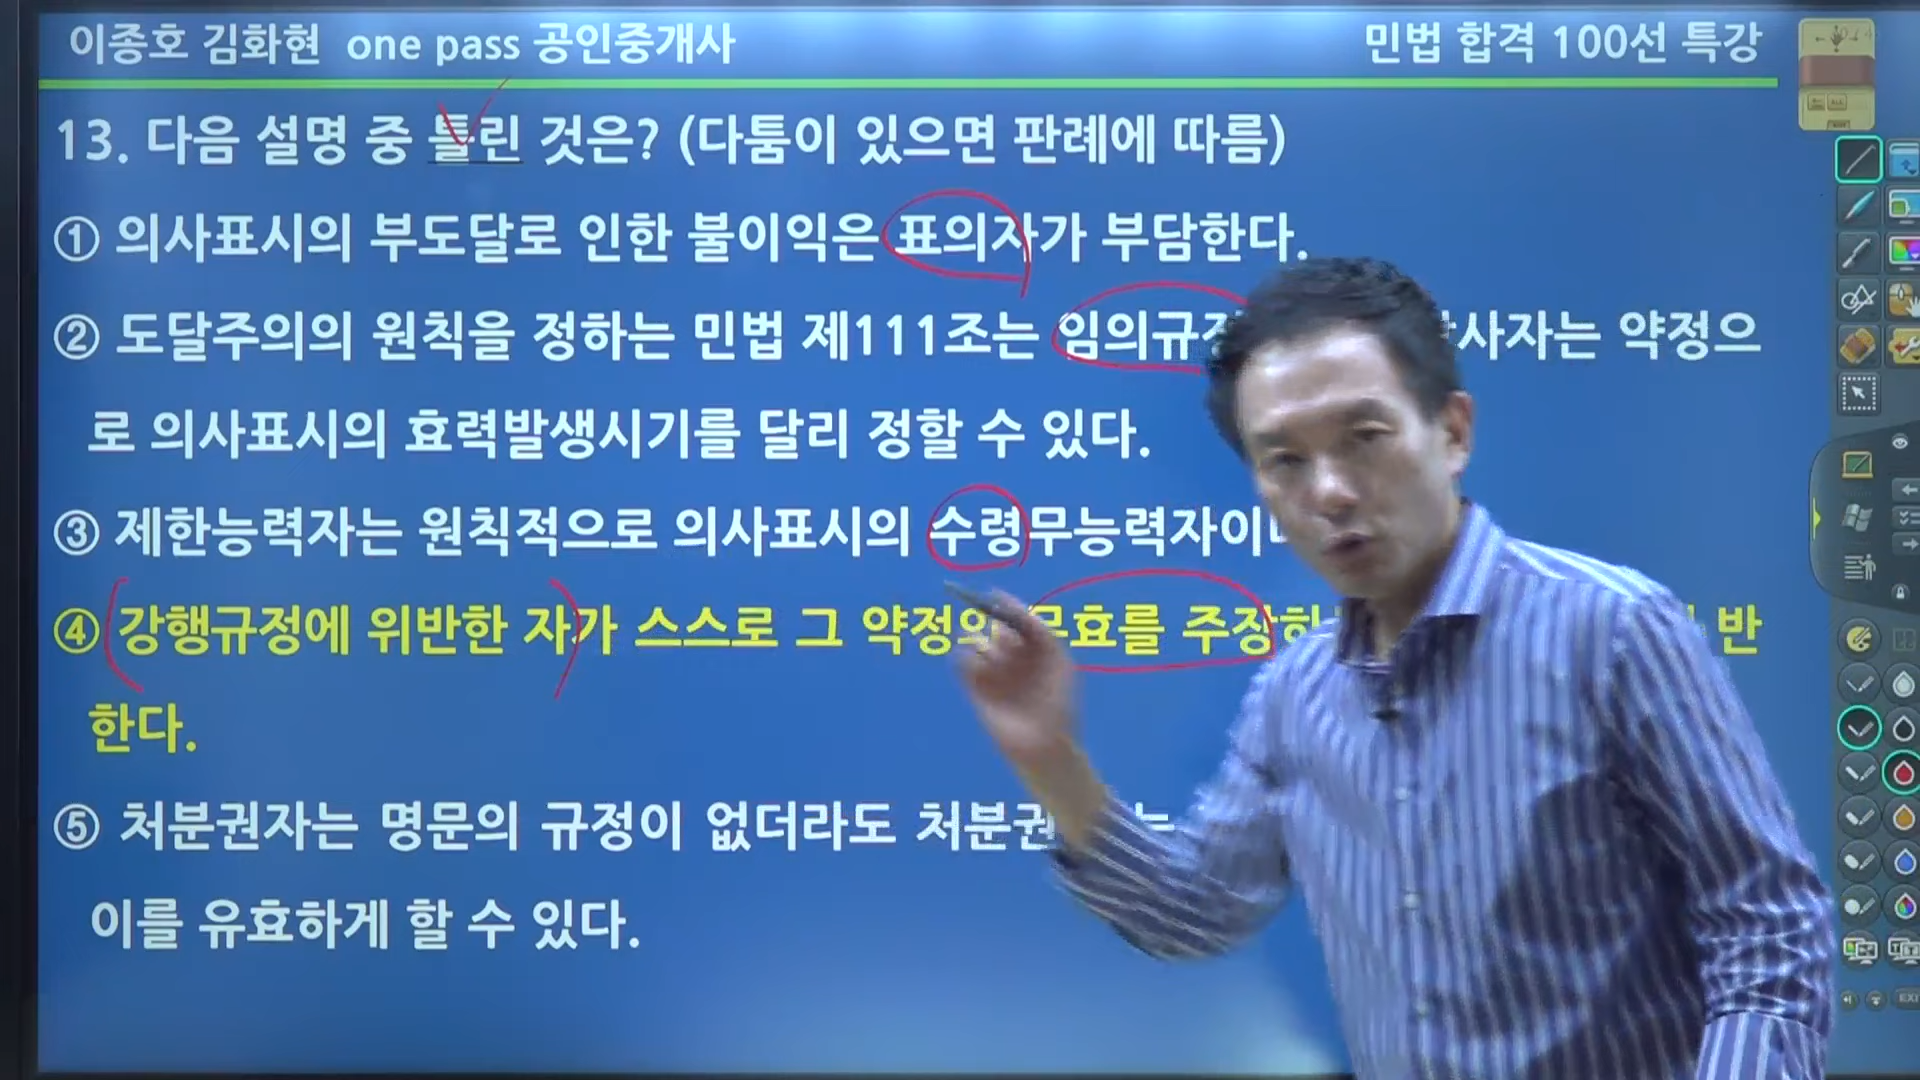 이종호 김화현 one pass 공인중개사 민법 합격 100선 특강
13. 다음 설명 중 틀린 것은? (다툼이 있으면 판례에 따름)
① 의사표시의 부도달로 인한 불이익은 표의자가 부담한다.
② 도달주의의 원칙을 정하는 민법 제111조는 임의규정 사자는 약정으
로 의사표시의 효력발생시기를 달리 정할 수 있다.
③ 제한능력자는 원칙적으로 의사표시의 수령무능력자이
④ 강행규정에 위반한 자가 스스로 그 약정의 무효를 주장하 반
한다.
⑤ 처분권자는 명문의 규정이 없더라도 처분권
이를 유효하게 할 수 있다.